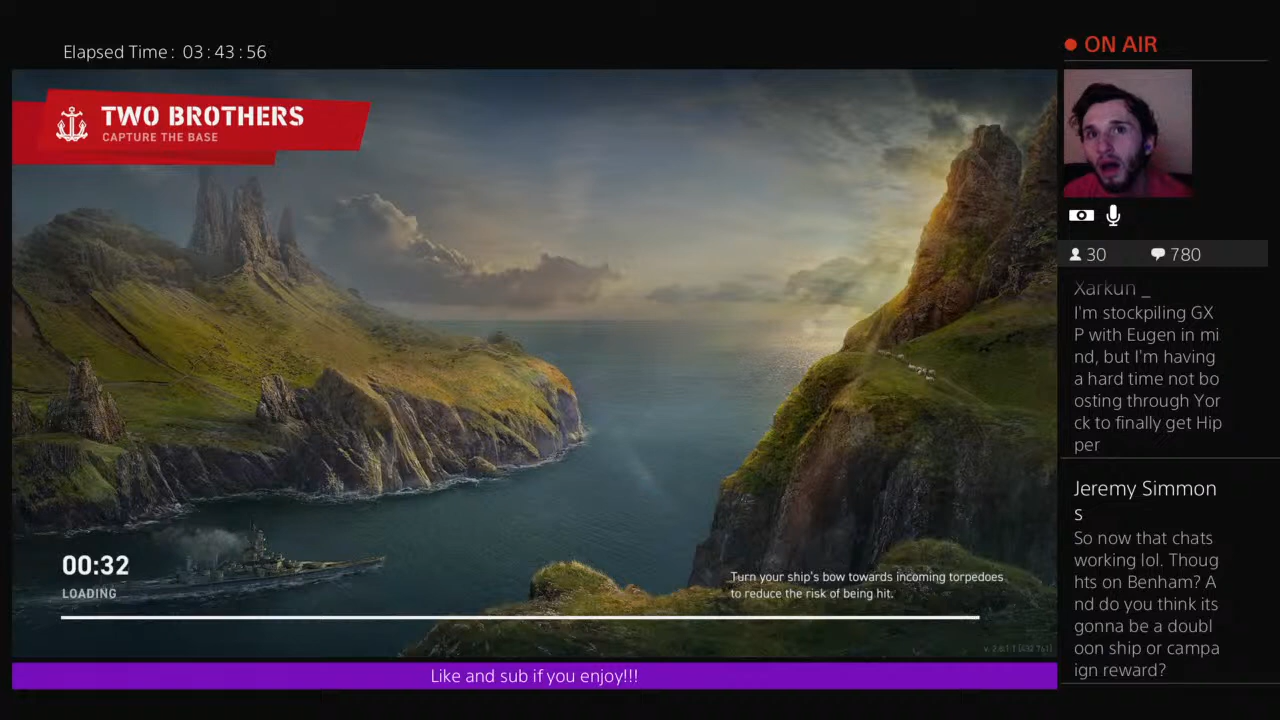 Elapsed Time: 03:43:56
ON AIR
TWO BROTHERS
CAPTURE THE BASE
30 780
Xarkun _
I'm stockpiling GX
P with Eugen in mi
nd, but I'm having
a hard time not bo
osting through Yor
ck to finally get Hip
per
Jeremy Simmon
s
So now that chats
working lol. Thoug
hts on Benham? A
nd do you think its
gonna be a doubl
oon ship or campa
ign reward?
00:32
LOADING
Turn your ship's bow towards incoming torpedoes
to reduce the risk of being hit.
Like and sub if you enjoy!!!